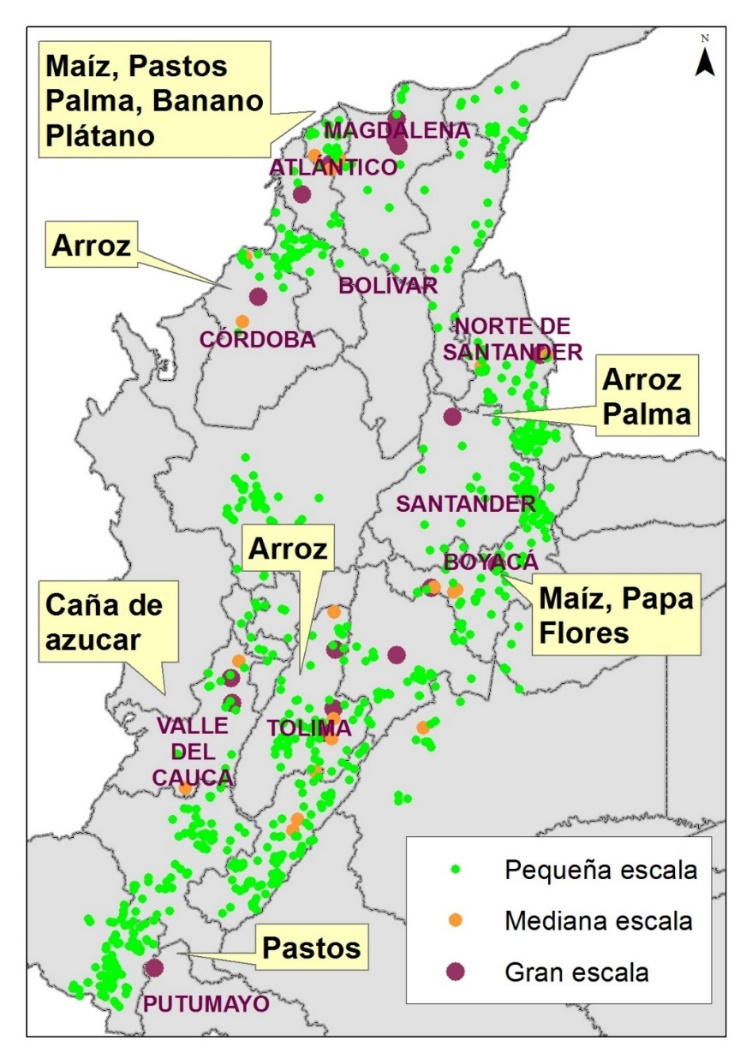 N
Maíz, Pastos
Palma, Banano
Plátano
MAGDALENA
ATLÁNTICO
Arroz
BOLÍVAR
CÓRDOBA
NORTE DE
SANTANDER
Arroz
Palma
SANTANDER
Arroz
BOYACÁ
Caña de
azucar
Maíz, Papa
Flores
VALLE
DEL
CAUCA
TOLIMA
Pequeña escala
Mediana escala
Gran escala
Pastos
PUTUMAYO